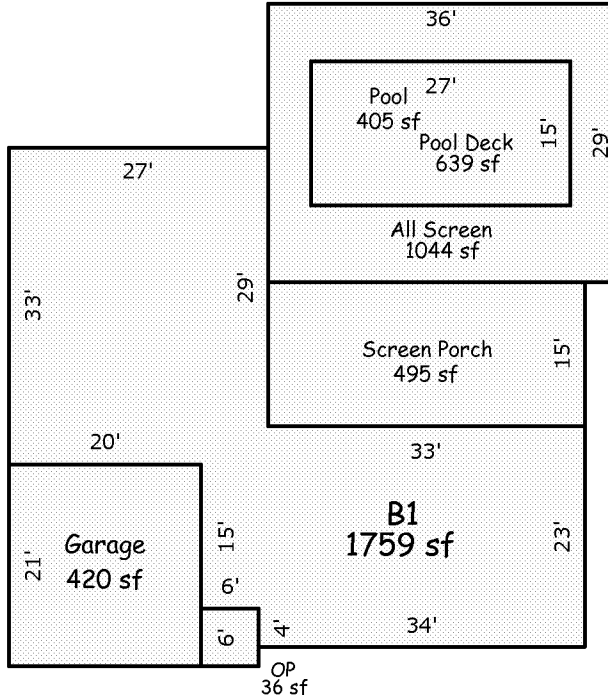 36'
27'
Pool
405 sf
Pool Deck
639 sf
15'
29'
All Screen
1044 sf
27'
33'
29'
Screen Porch
495 sf
15'
33'
20'
Garage
420 sf
21'
15'
B1
1759 sf
23'
6'
6'
4'
34'
OP
36 sf